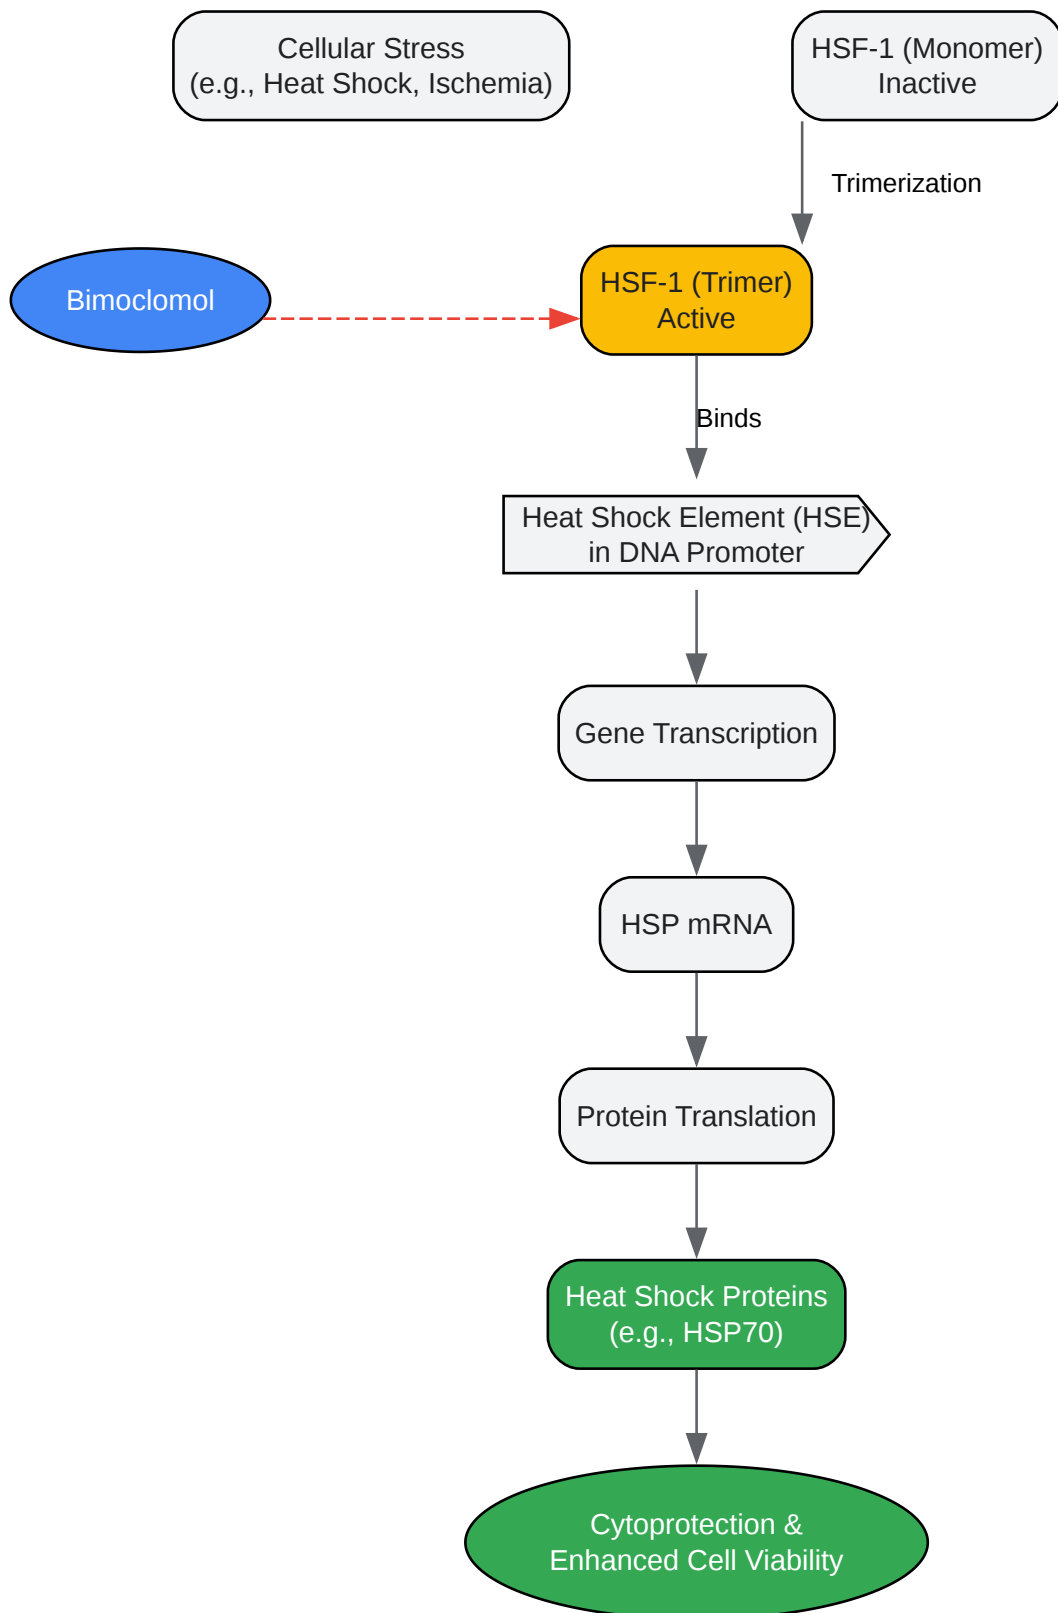 Cellular Stress
(e.g., Heat Shock, Ischemia)
HSF-1 (Monomer)
Inactive
Trimerization
Bimoclomol
HSF-1 (Trimer)
Active
Binds
Heat Shock Element (HSE)
in DNA Promoter
Gene Transcription
HSP mRNA
Protein Translation
Heat Shock Proteins
(e.g., HSP70)
Cytoprotection &
Enhanced Cell Viability